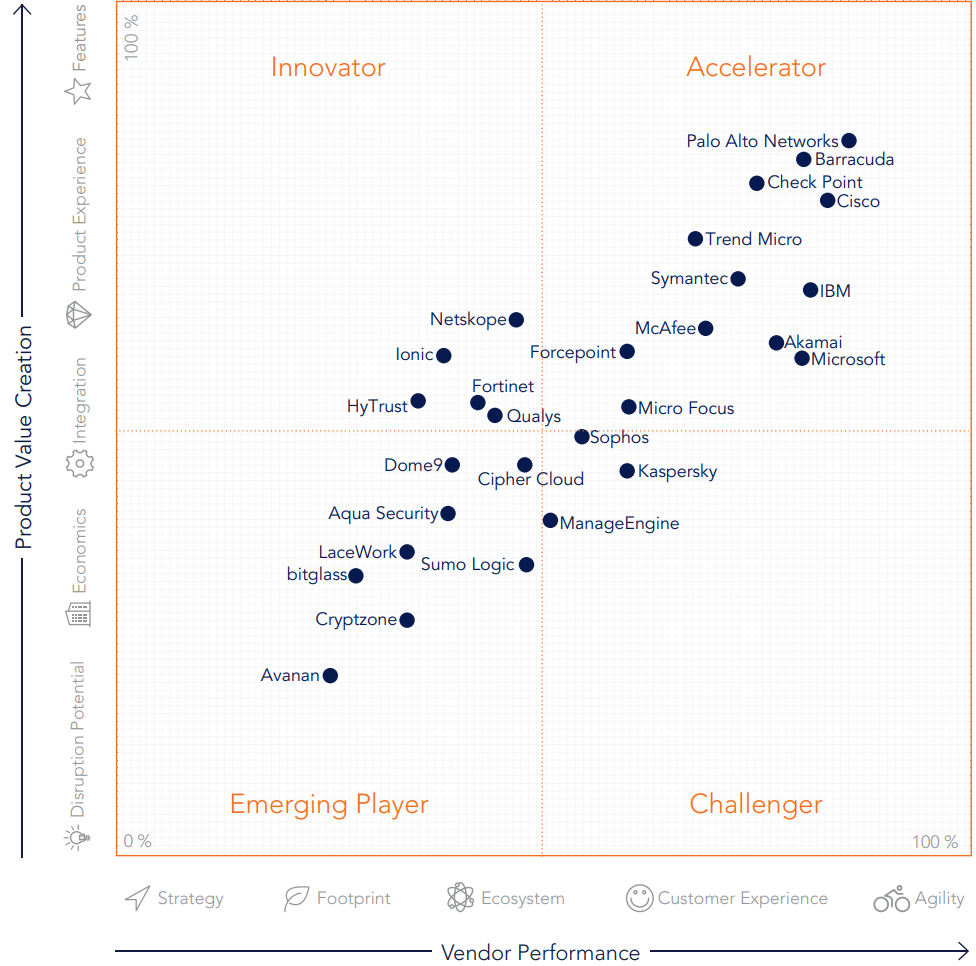 100 %
Features
Product Experience
Integration
Economics
Disruption Potential
Product Value Creation
Innovator
Accelerator
Palo Alto Networks
Barracuda
Check Point
Cisco
Trend Micro
Symantec
IBM
Netskope
McAfee
Akamai
Ionic
Forcepoint
Microsoft
Fortinet
HyTrust
Qualys
Micro Focus
Sophos
Dome9
Cipher Cloud
Kaspersky
Aqua Security
ManageEngine
LaceWork
Sumo Logic
bitglass
Cryptzone
Avanan
Emerging Player
Challenger
0 %
100 %
Strategy
Footprint
Ecosystem
Customer Experience
Agility
Vendor Performance